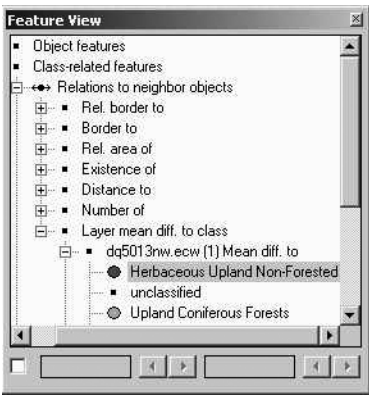 Feature View
Object features
Class-related features
Relations to neighbor objects
Rel. border to
Border to
Rel. area of
Existence of
Distance to
Number of
Layer mean diff. to class
dq5013nw.ecw (1) Mean diff. to
Herbaceous Upland Non-Forested
unclassified
Upland Coniferous Forests